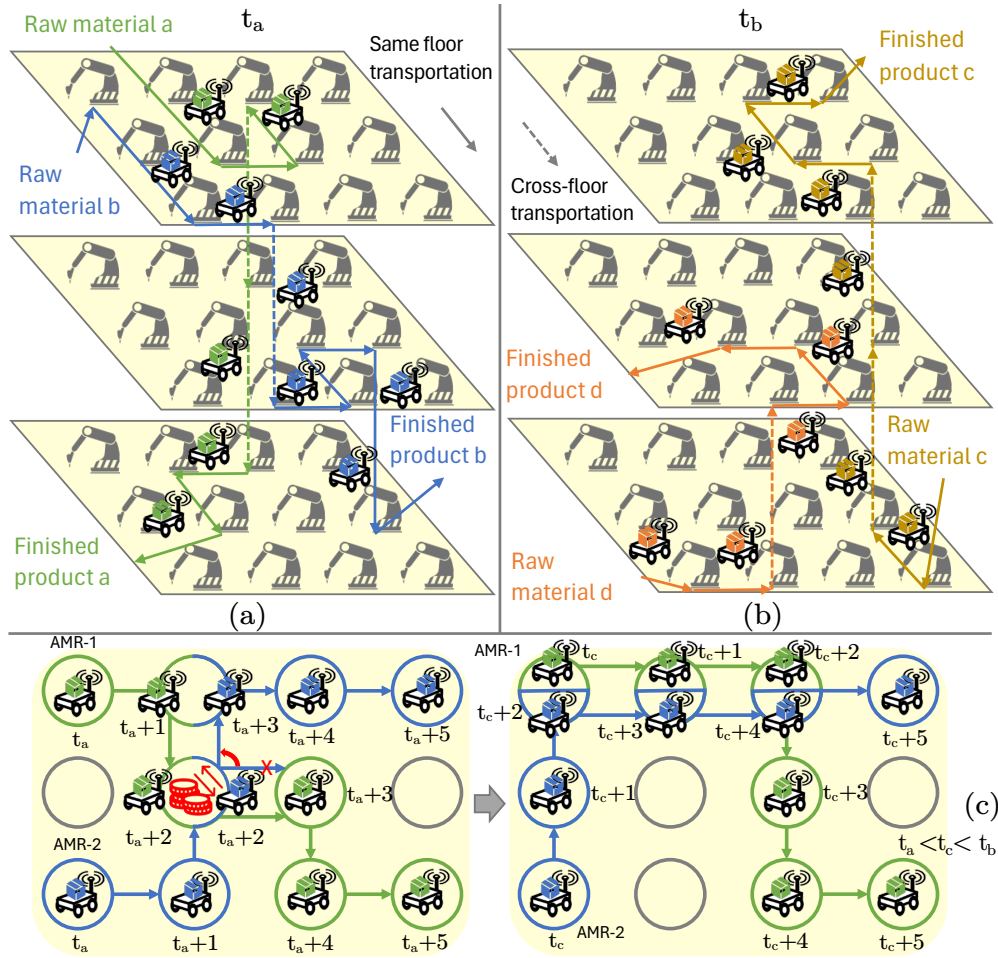 t_a
Raw material a
Same floor
transportation
Raw
material b
Finished
product b
Finished
product a
(a)
t_b
Finished
product c
Cross-floor
transportation
Finished
product d
Raw
material c
Raw
material d
(b)
AMR-1
t_a
t_a+1
t_a+3
t_a+4
t_a+5
X
t_a+2
t_a+2
t_a+3
AMR-2
t_a
t_a+1
t_a+4
t_a+5
AMR-1
t_c
t_c+1
t_c+2
t_c+2
t_c+3
t_c+4
t_c+5
t_c+1
t_c+3
(c)
t_a<t_c< t_b
t_c
AMR-2
t_c+4
t_c+5